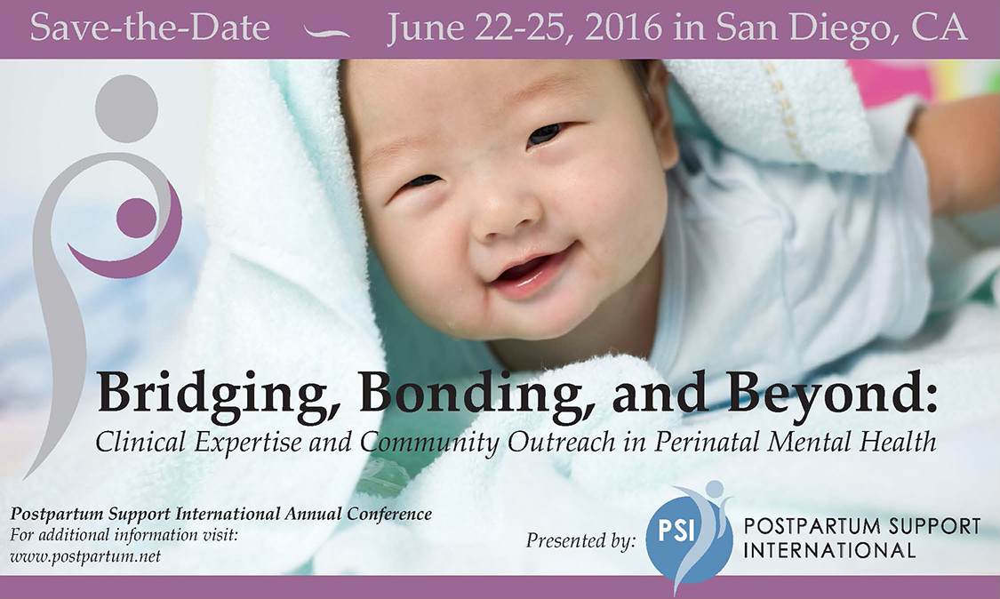 Save-the-Date ~ June 22-25, 2016 in San Diego, CA
Bridging, Bonding, and Beyond:
Clinical Expertise and Community Outreach in Perinatal Mental Health
Postpartum Support International Annual Conference
For additional information visit:
www.postpartum.net
Presented by:
PSI
POSTPARTUM SUPPORT
INTERNATIONAL